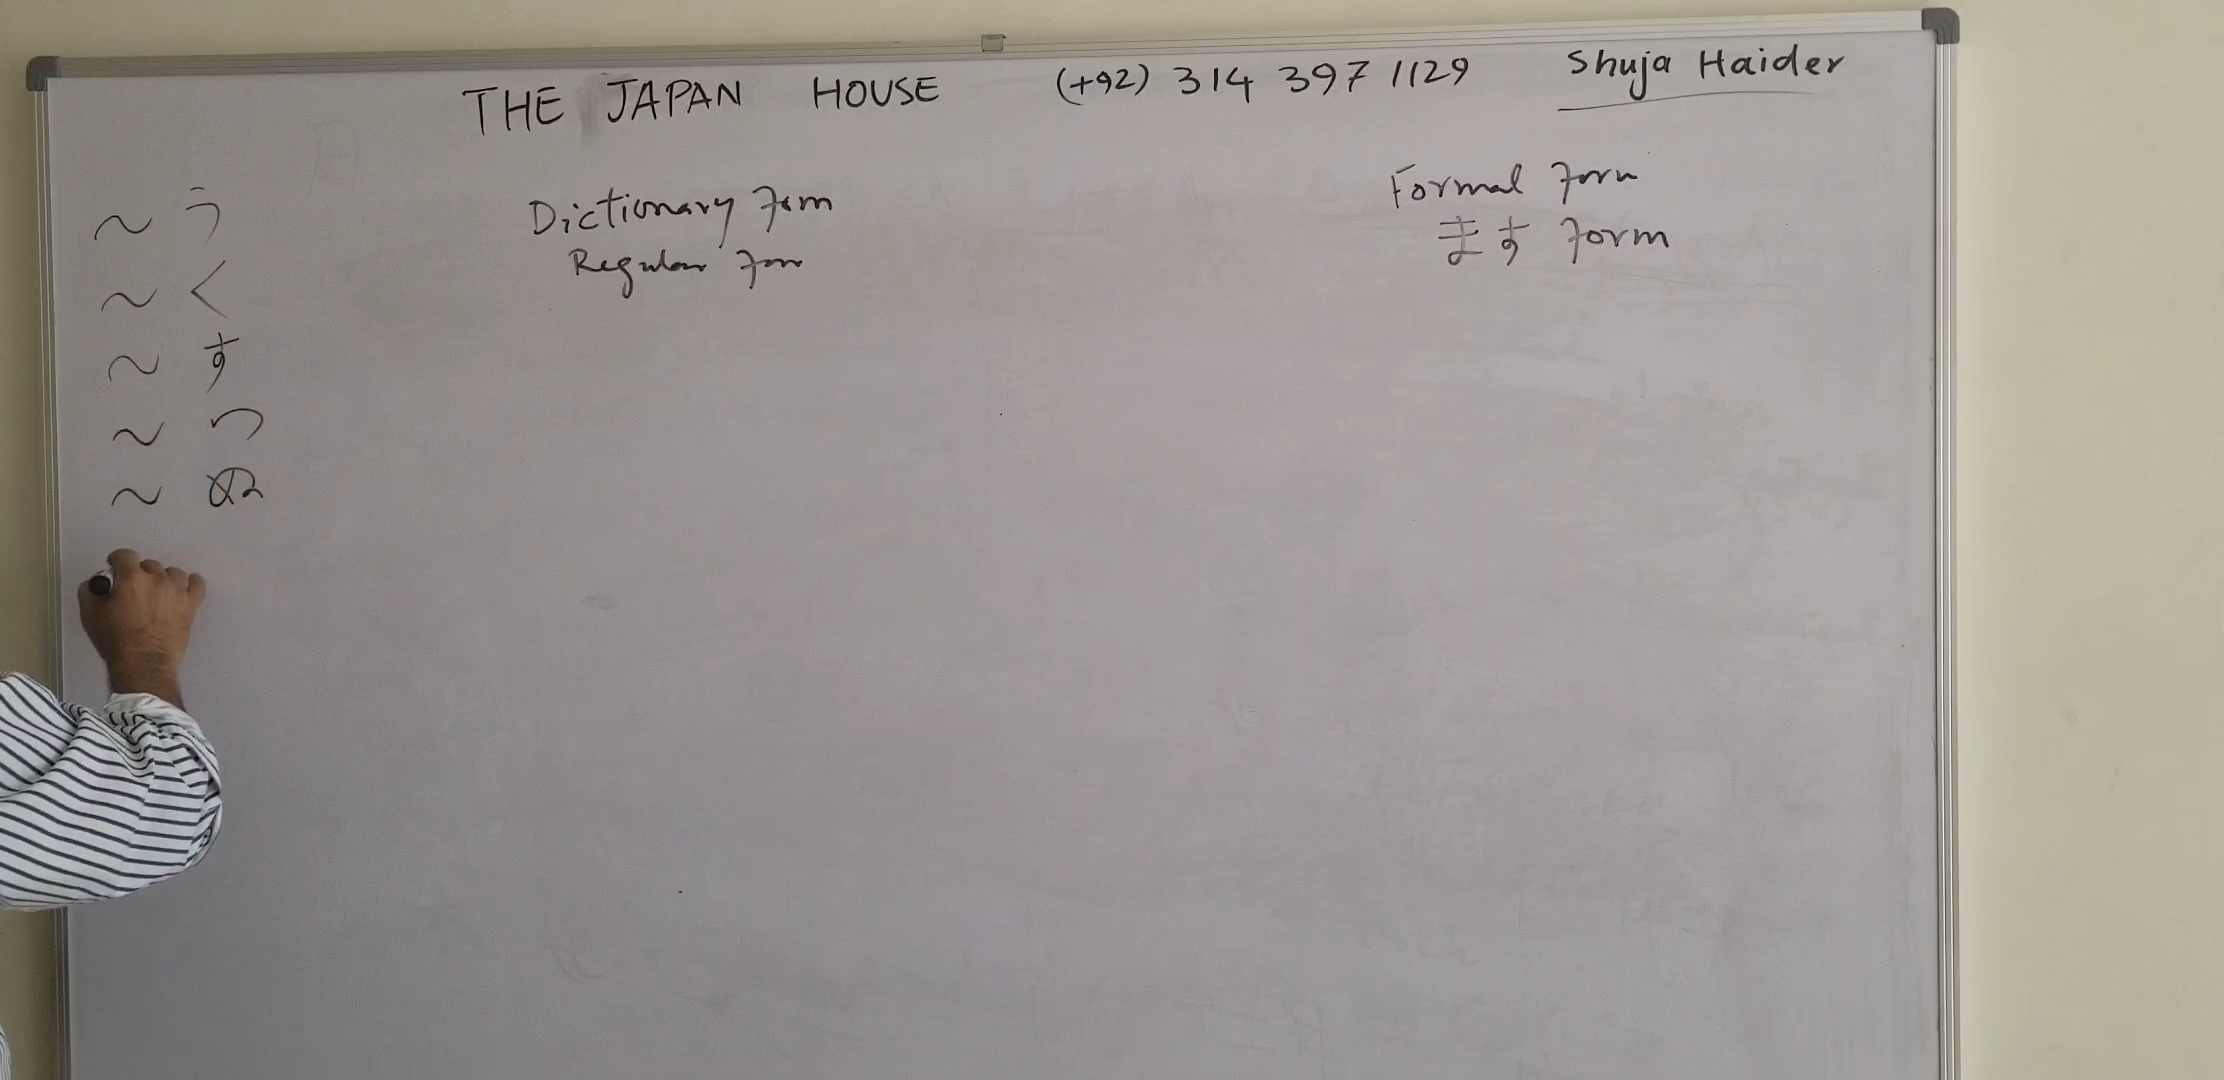 THE JAPAN HOUSE (+92) 314 397 1129 Shuja Haider
Dictionary form
Regular form
Formal form
ます form
~ う
~ く
~ す
~ つ
~ ぬ